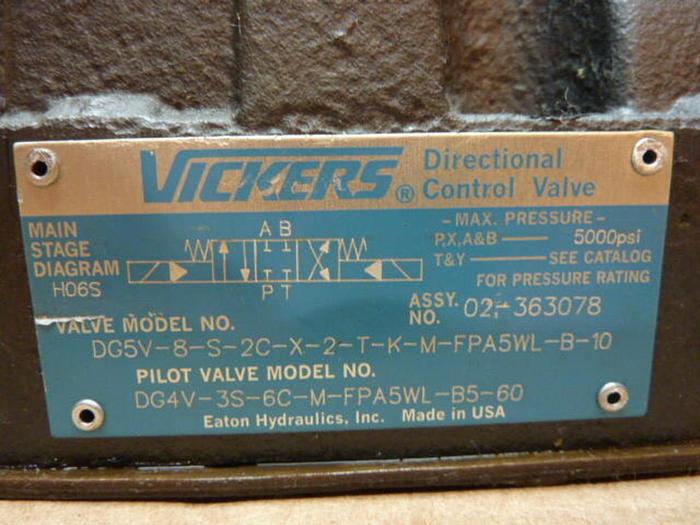 VICKERS® Directional
Control Valve
MAIN
STAGE
DIAGRAM
H06S
A B
P T
- MAX. PRESSURE -
P,X,A&B — 5000psi
T&Y — SEE CATALOG
FOR PRESSURE RATING
ASSY.
NO. 02-363078
VALVE MODEL NO.
DG5V-8-S-2C-X-2-T-K-M-FPA5WL-B-10
PILOT VALVE MODEL NO.
DG4V-3S-6C-M-FPA5WL-B5-60
Eaton Hydraulics, Inc. Made in USA